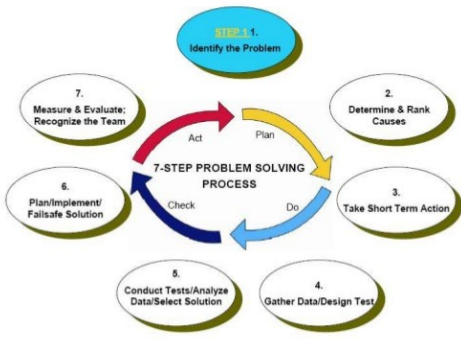 STEP 1 1.
Identify the Problem
2.
Determine & Rank
Causes
3.
Take Short Term Action
4.
Gather Data/Design Test
5.
Conduct Tests/Analyze
Data/Select Solution
6.
Plan/Implement/
Failsafe Solution
7.
Measure & Evaluate;
Recognize the Team
Act
Plan
7-STEP PROBLEM SOLVING
PROCESS
Check
Do